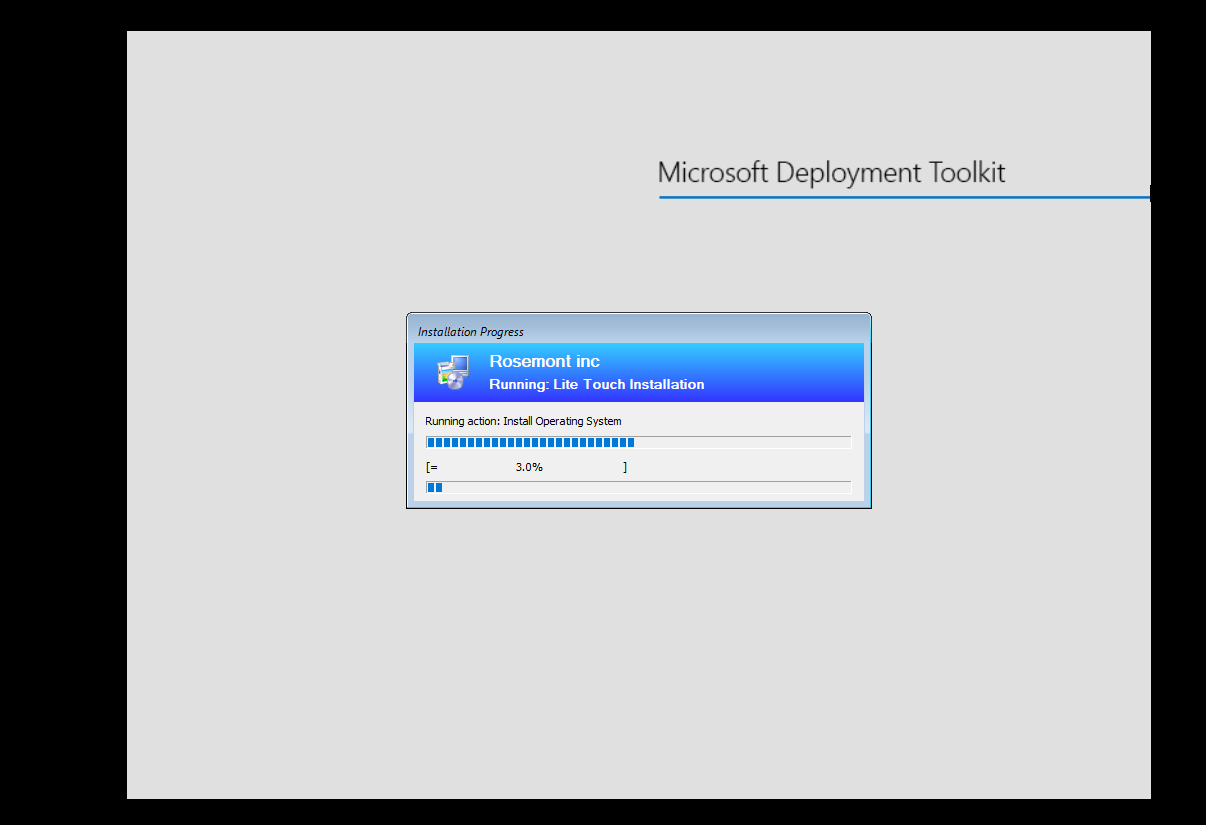 Microsoft Deployment Toolkit
Installation Progress
Rosemont inc
Running: Lite Touch Installation
Running action: Install Operating System
[= 3.0% ]